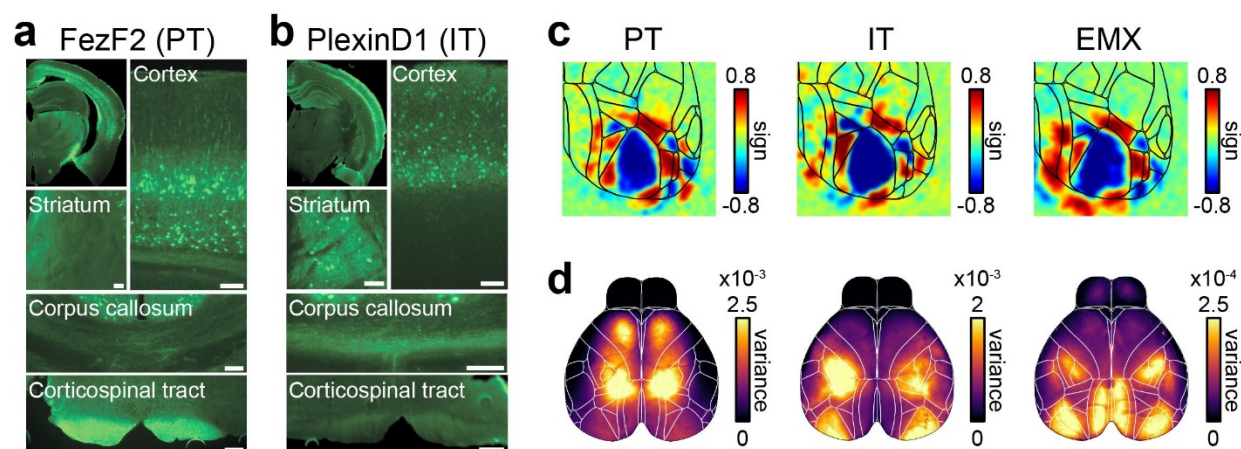 a
FezF2 (PT)
Cortex
Striatum
Corpus callosum
Corticospinal tract
b
PlexinD1 (IT)
Cortex
Striatum
Corpus callosum
Corticospinal tract
c
PT
0.8
sign
-0.8
IT
0.8
sign
-0.8
EMX
0.8
sign
-0.8
d
x10-3
2.5
variance
0
x10-3
2
variance
0
x10-4
2.5
variance
0